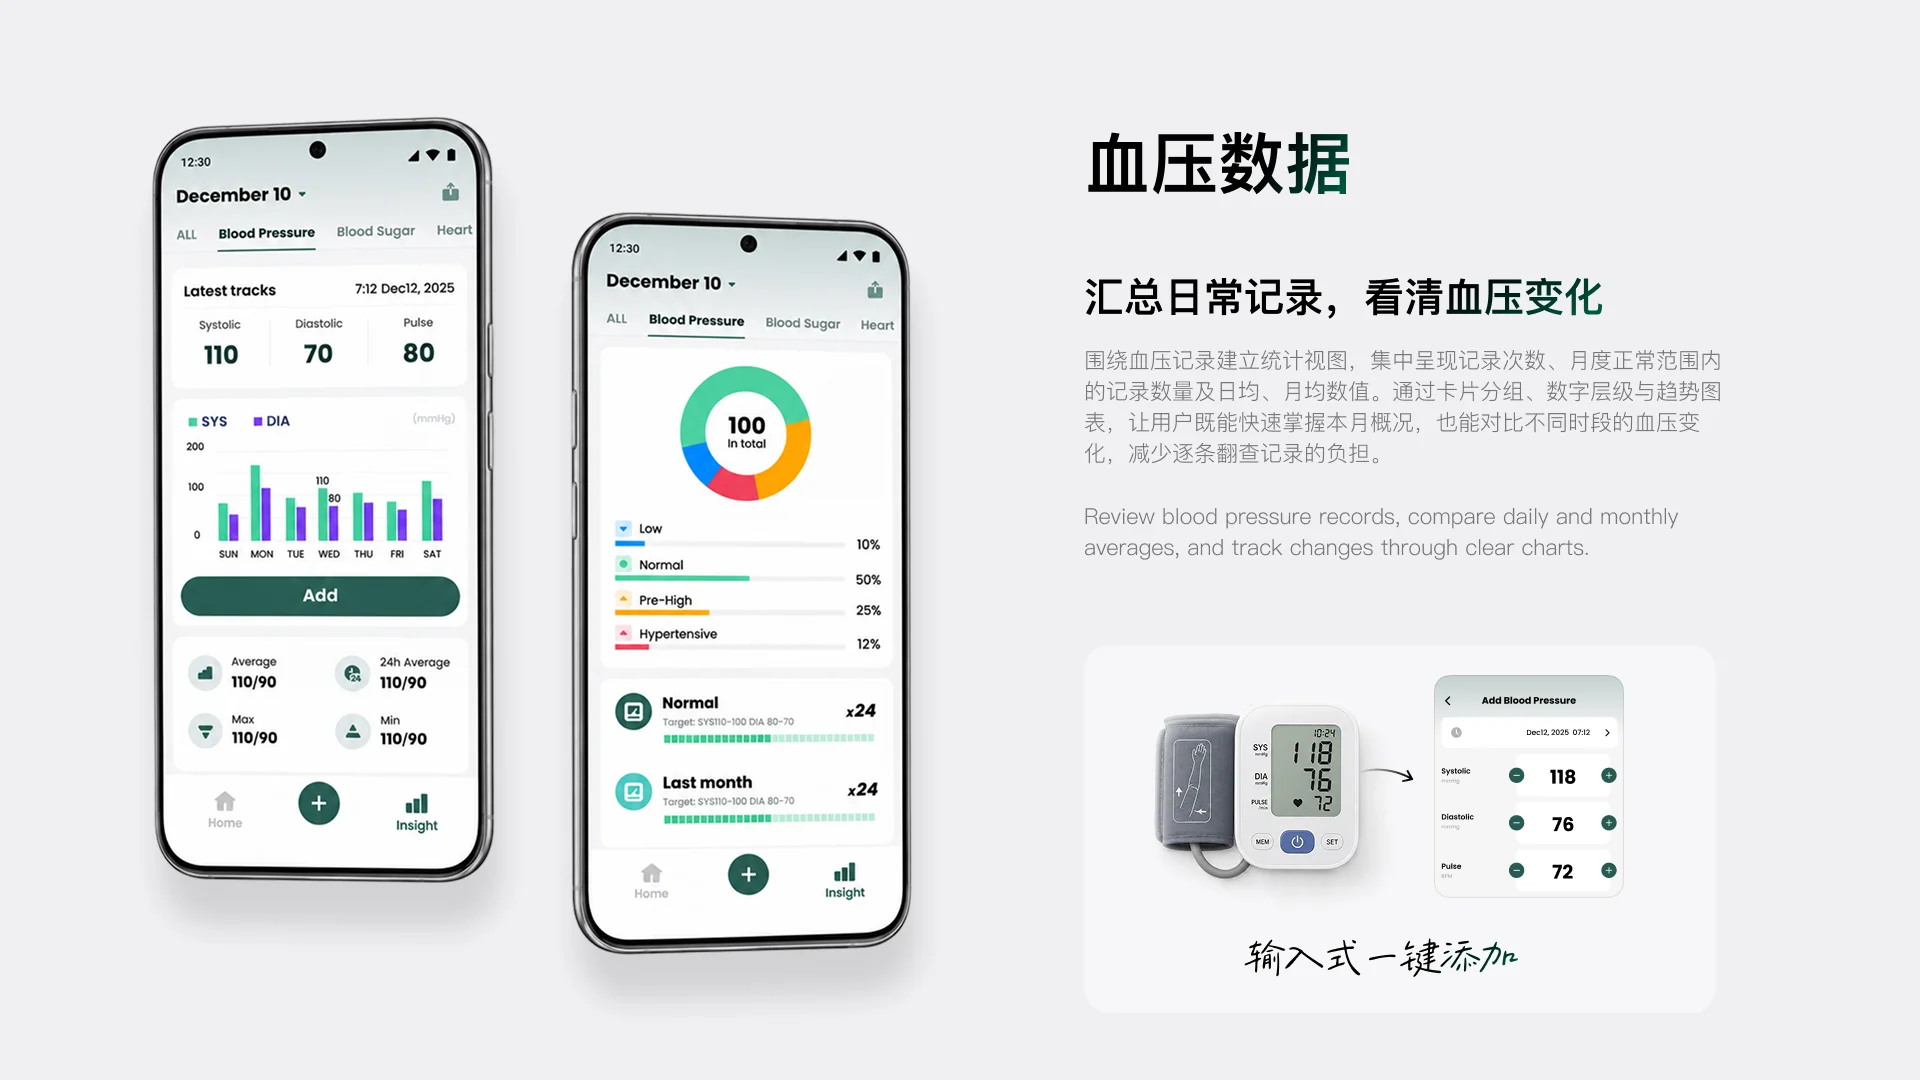 12:30
December 10
ALL Blood Pressure Blood Sugar Heart
Latest tracks 7:12 Dec12, 2025
Systolic Diastolic Pulse
110 70 80
SYS DIA (mmHg)
200
100
0
110
80
SUN MON TUE WED THU FRI SAT
Add
Average 24h Average
110/90 110/90
Max Min
110/90 110/90
Home + Insight
12:30
December 10
ALL Blood Pressure Blood Sugar Heart
100
In total
Low
10%
Normal
50%
Pre-High
25%
Hypertensive
12%
Normal x24
Target: SYS110-100 DIA 80-70
Last month x24
Target: SYS110-100 DIA 80-70
Home + Insight
血压数据
汇总日常记录，看清血压变化
围绕血压记录建立统计视图，集中呈现记录次数、月度正常范围内
的记录数量及日均、月均数值。通过卡片分组、数字层级与趋势图
表，让用户既能快速掌握本月概况，也能对比不同时段的血压变
化，减少逐条翻查记录的负担。
Review blood pressure records, compare daily and monthly
averages, and track changes through clear charts.
10:24
SYS mmHg 118
DIA mmHg 76
PULSE /min 72
MEM SET
Add Blood Pressure
Dec12, 2025 07:12
Systolic
mmHg
118
Diastolic
mmHg
76
Pulse
BPM
72
输入式一键添加